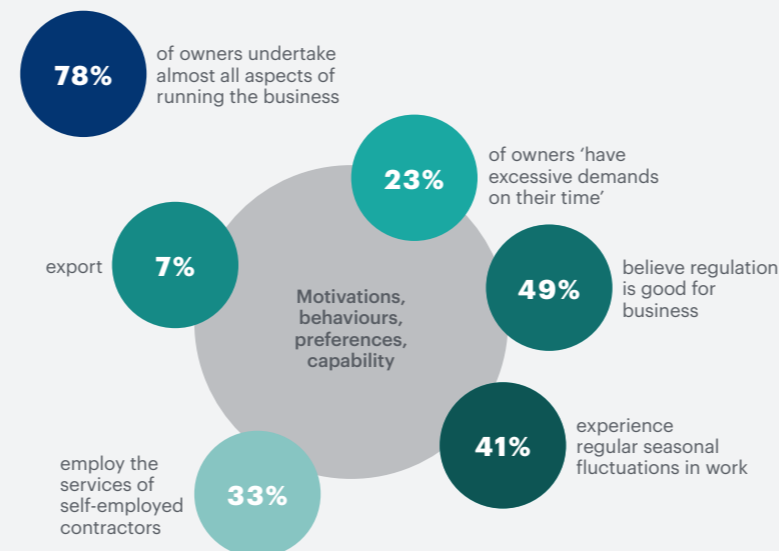 78%
of owners undertake
almost all aspects of
running the business
23%
of owners ‘have
excessive demands
on their time’
export
7%
49%
believe regulation
is good for
business
Motivations,
behaviours,
preferences,
capability
41%
experience
regular seasonal
fluctuations in work
employ the
services of
self-employed
contractors
33%